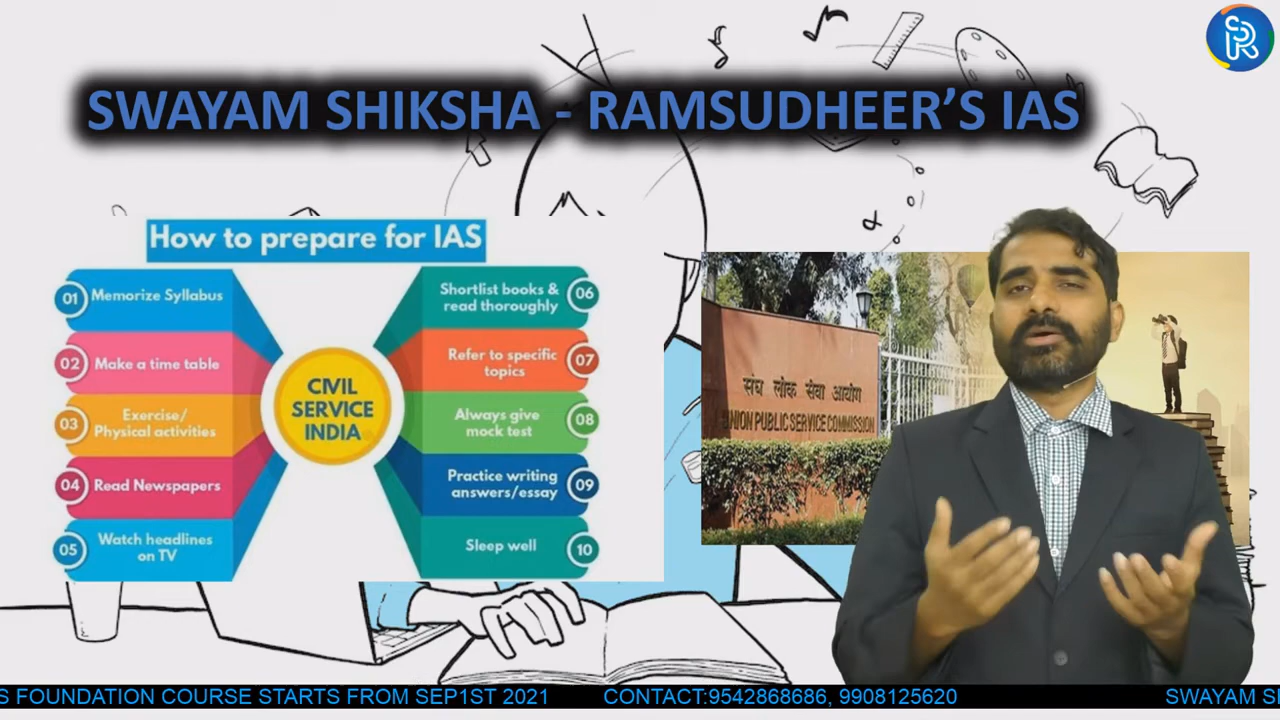 SWAYAM SHIKSHA - RAMSUDHEER'S IAS
How to prepare for IAS
01 Memorize Syllabus
02 Make a time table
03 Exercise/
Physical activities
04 Read Newspapers
05 Watch headlines
on TV
CIVIL
SERVICE
INDIA
Shortlist books & 06
read thoroughly
Refer to specific 07
topics
Always give 08
mock test
Practice writing 09
answers/essay
Sleep well 10
संघ लोक सेवा आयोग
UNION PUBLIC SERVICE COMMISSION
S FOUNDATION COURSE STARTS FROM SEP1ST 2021 CONTACT:9542868686, 9908125620 SWAYAM S